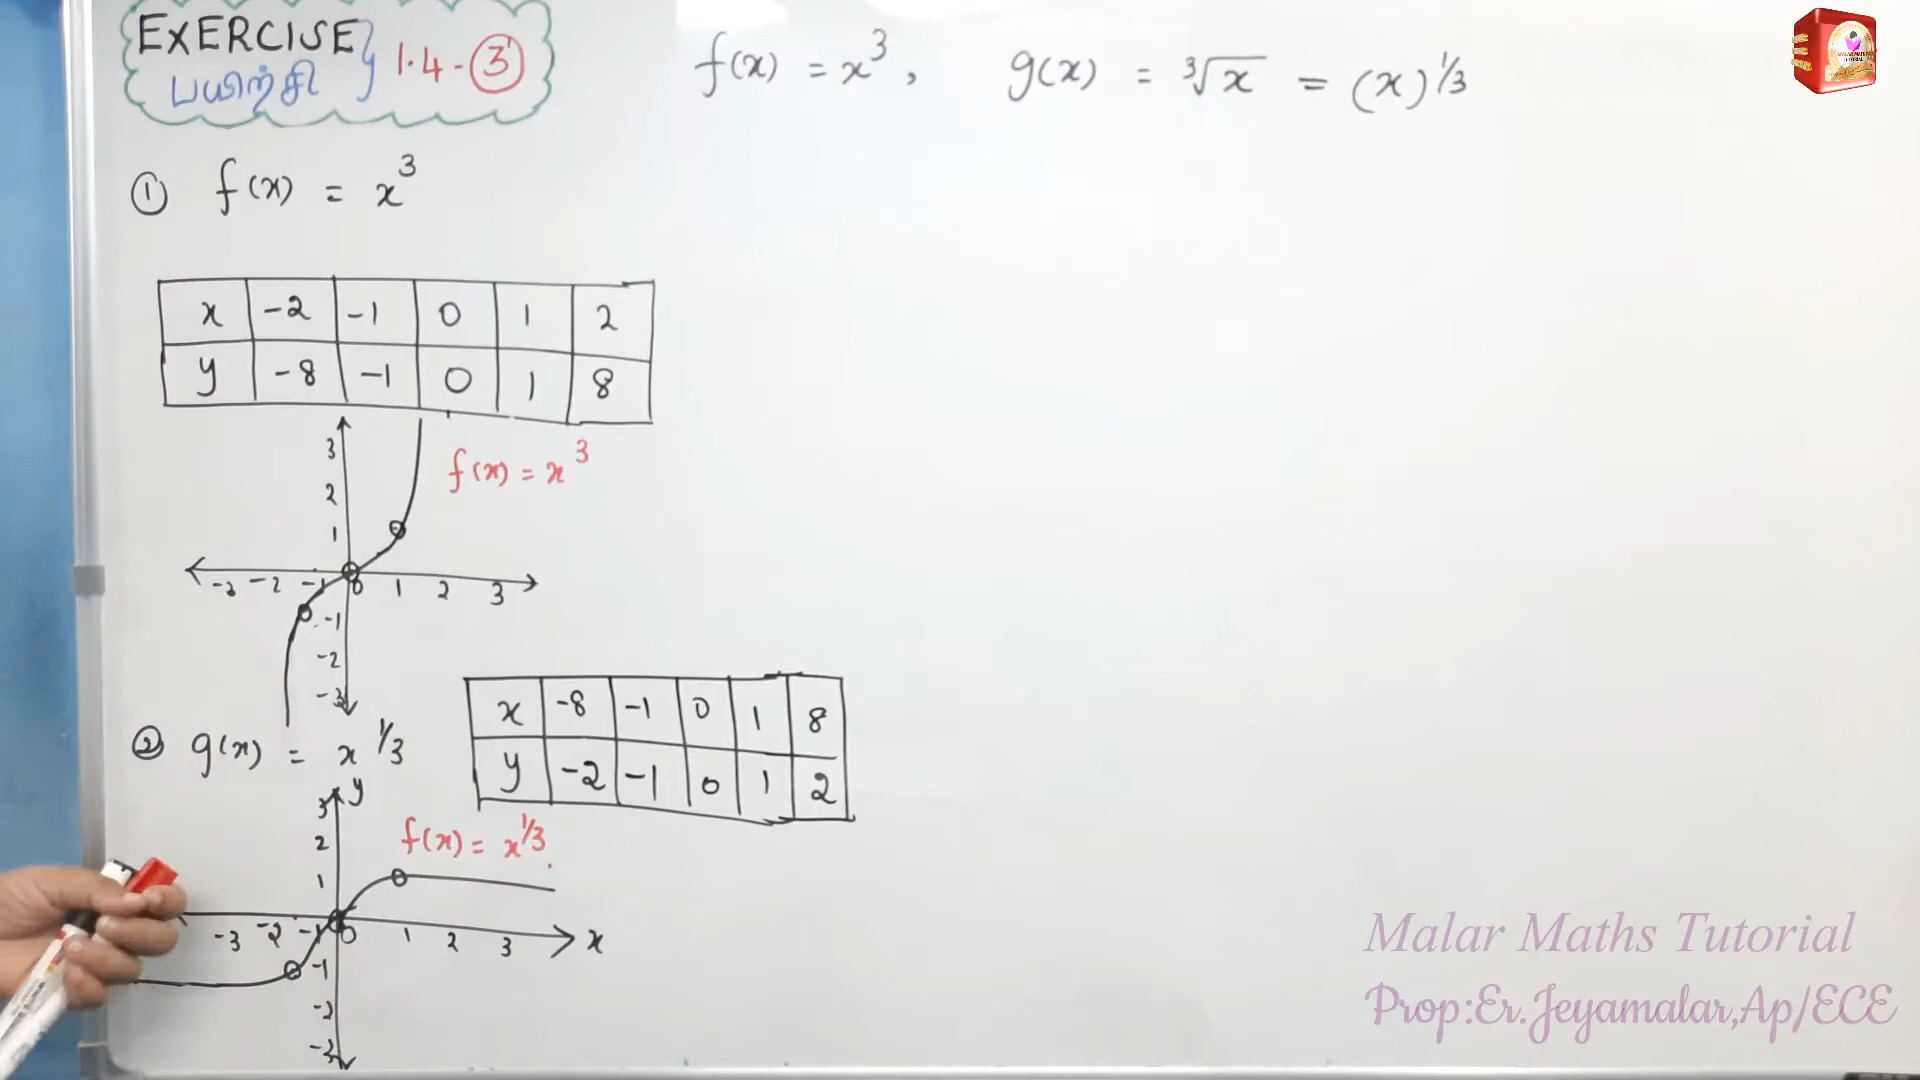 EXERCISE
பயிற்சி
1.4 - 3
f(x) = x³, g(x) = ∛x = (x)^1/3
① f(x) = x³
x -2 -1 0 1 2
y -8 -1 0 1 8
f(x) = x³
3
2
1
-3 -2 -1 0 1 2 3
-1
-2
-3
② g(x) = x^1/3
x -8 -1 0 1 8
y -2 -1 0 1 2
y
f(x) = x^1/3
3
2
1
-3 -2 -1 0 1 2 3 x
-1
-2
-3
Malar Maths Tutorial
Prop:Er.Jeyamalar,Ap/ECE